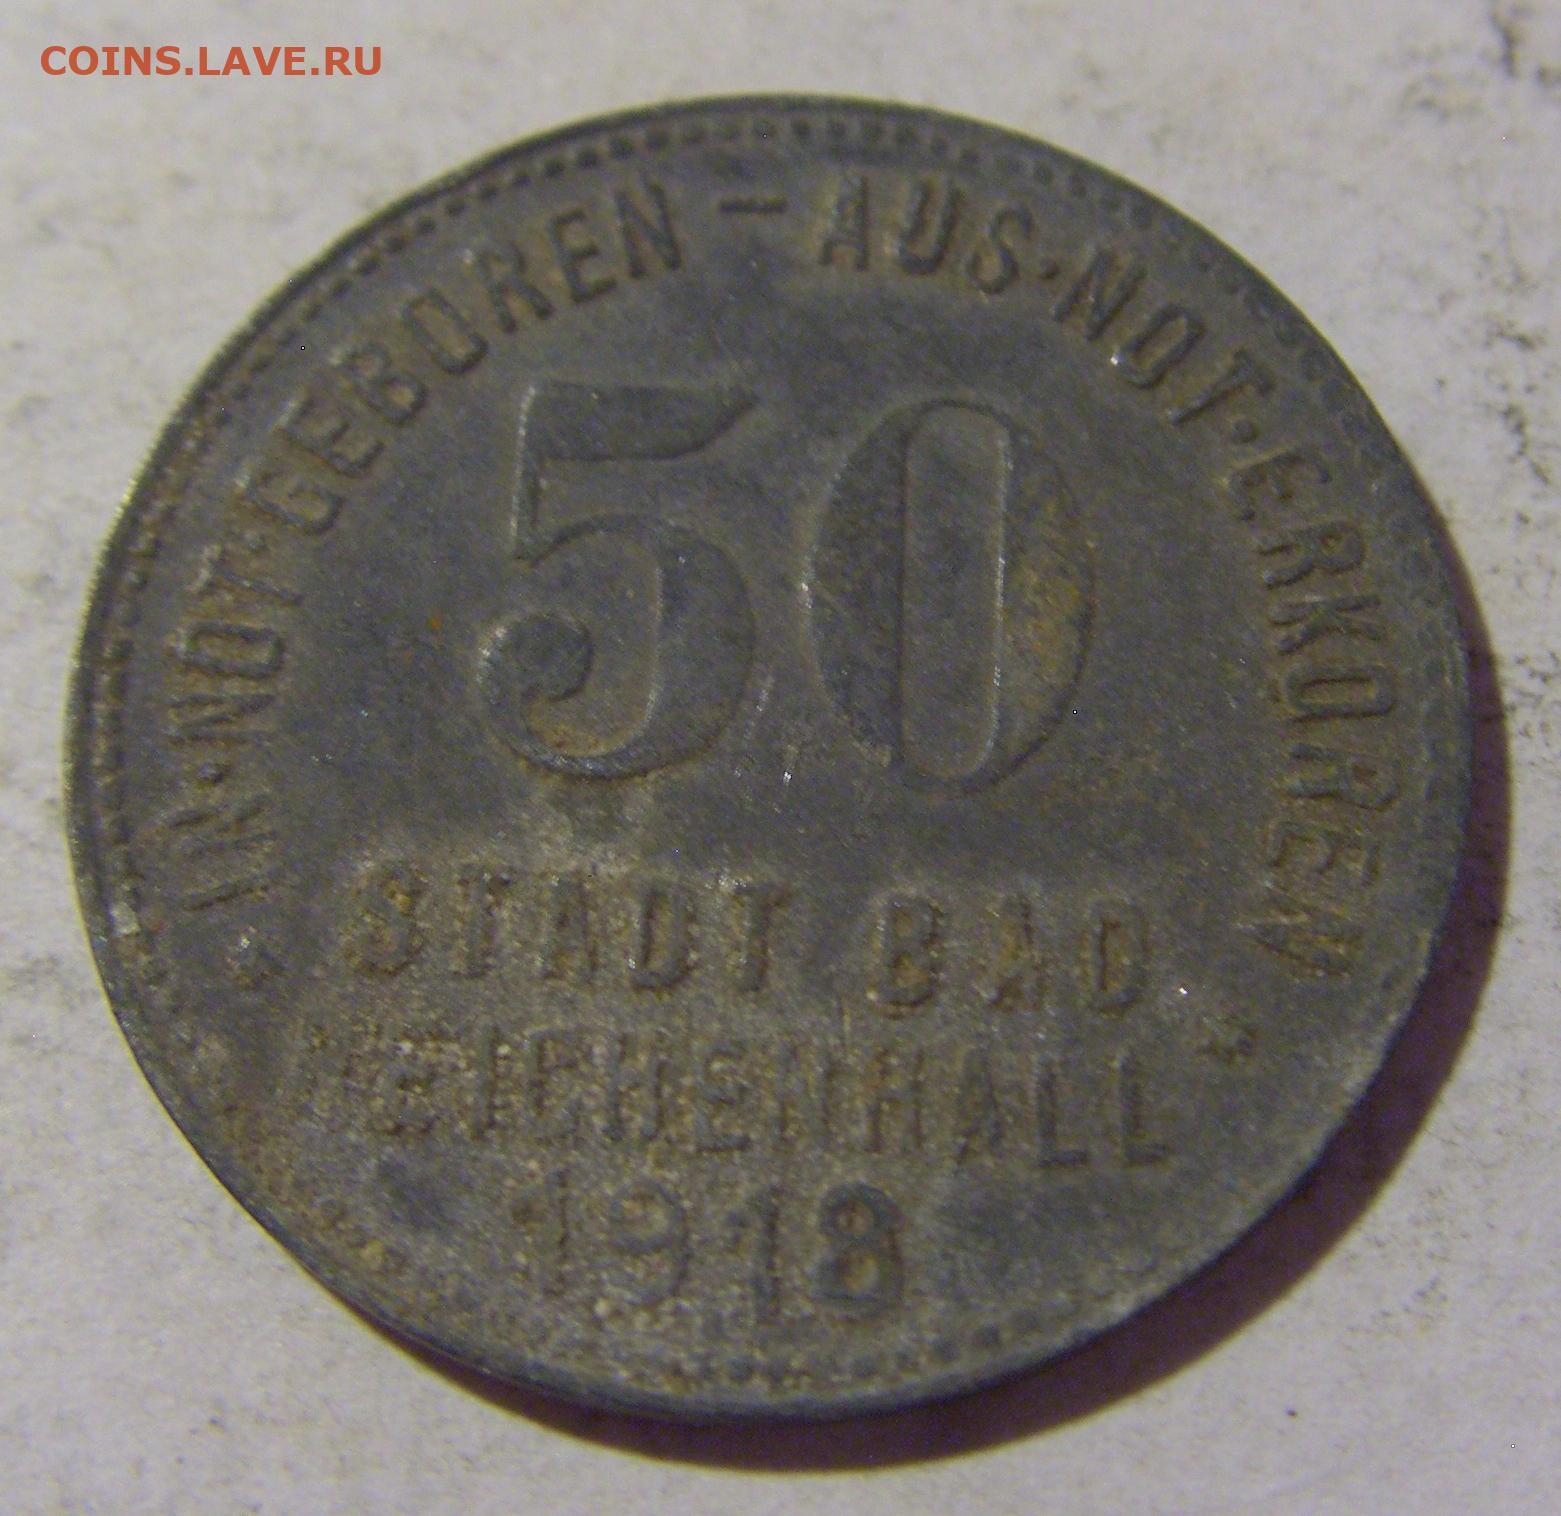 COINS.LAVE.RU
IN·NOT·GEBOREN – AUS·NOT·ERKOREN
50
STADT BAD
REICHENHALL
1918